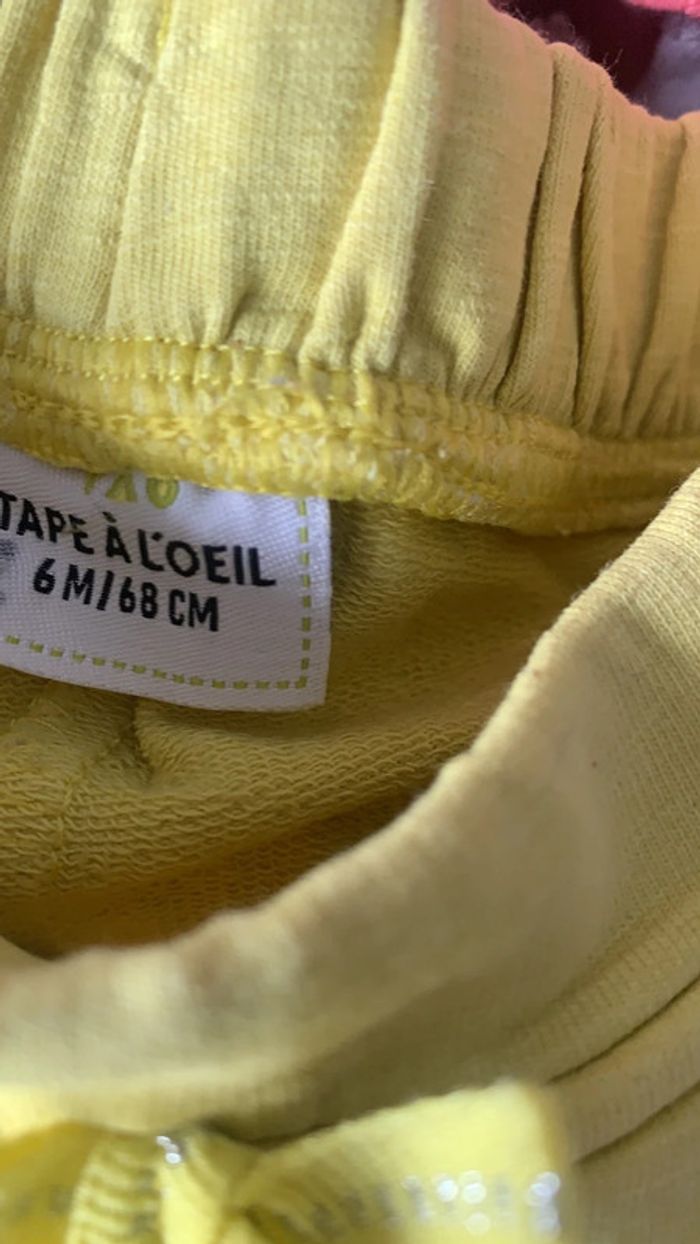 TAPE À L'OEIL
6 M/68 CM